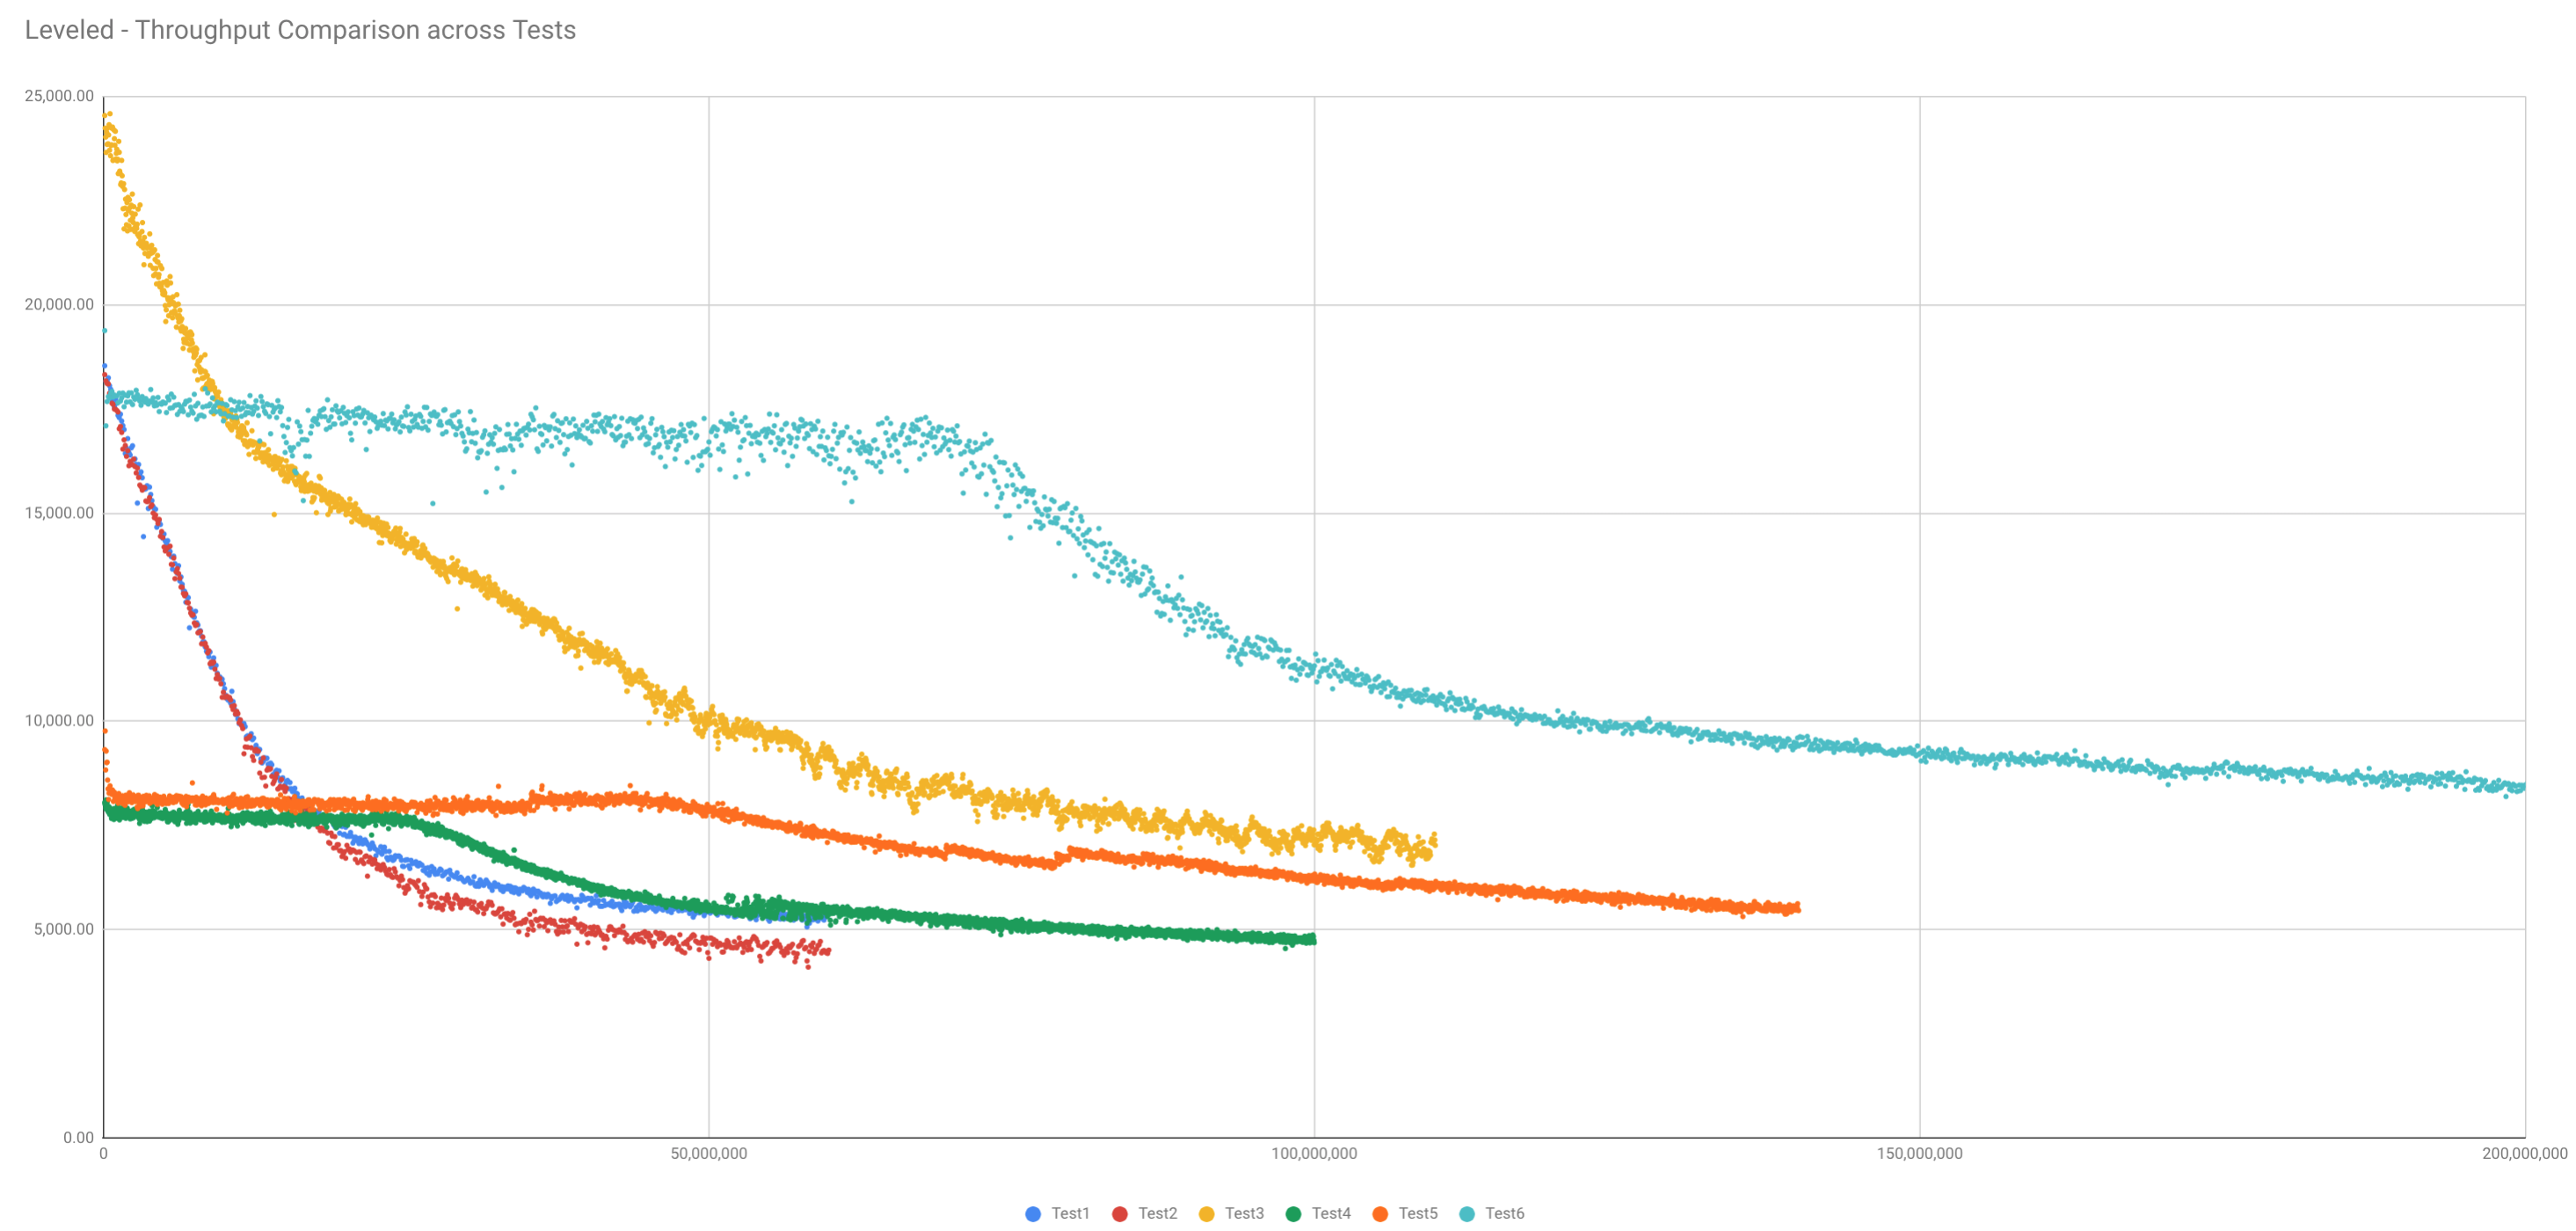 Leveled - Throughput Comparison across Tests
25,000.00
20,000.00
15,000.00
10,000.00
5,000.00
0.00
0 50,000,000 100,000,000 150,000,000 200,000,000
Test1 Test2 Test3 Test4 Test5 Test6